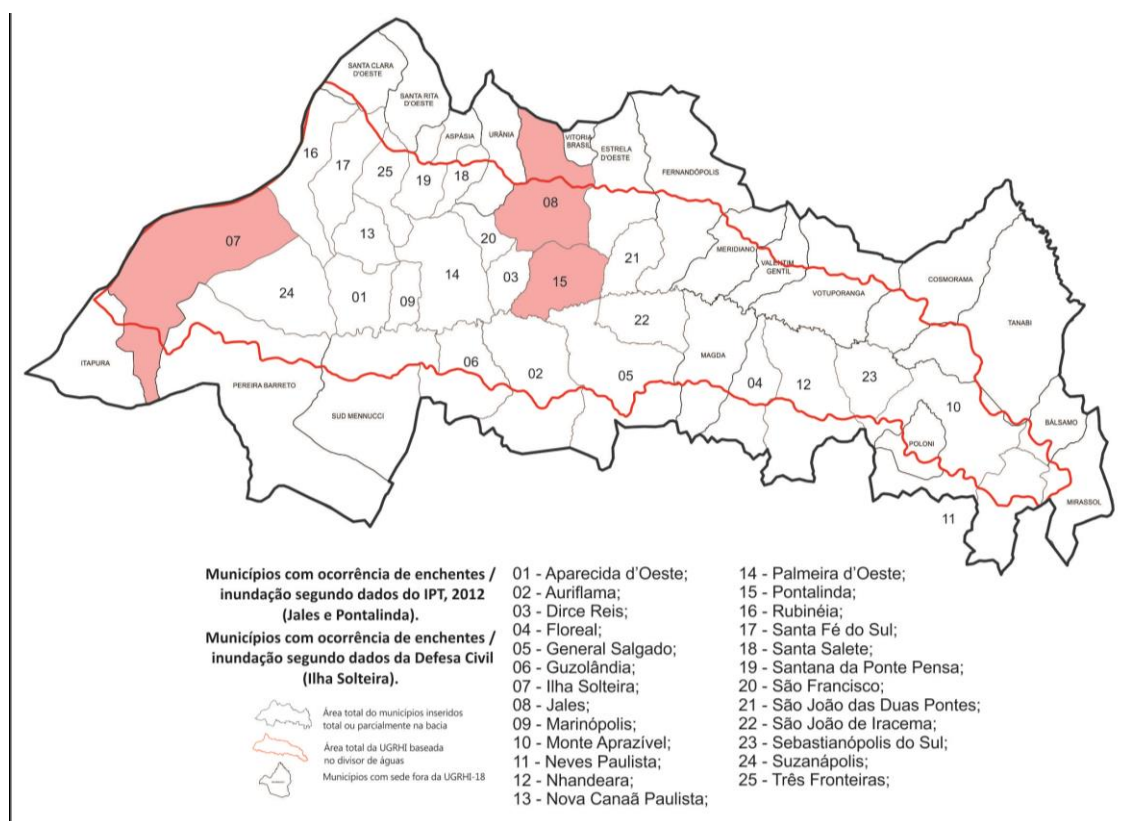 SANTA CLARA
D'OESTE
SANTA RITA
D'OESTE
ASPÁSIA
URÂNIA
VITORIA
BRASIL
ESTRELA
D'OESTE
FERNANDÓPOLIS
16
17
25
19
18
08
07
13
20
14
03
15
21
MERIDIANO
VALENTIM
GENTIL
VOTUPORANGA
COSMORAMA
TANABI
24
01
09
22
ITAPURA
PEREIRA BARRETO
SUD MENNUCCI
06
02
05
MAGDA
04
12
23
10
POLONI
BÁLSAMO
MIRASSOL
11
Municípios com ocorrência de enchentes /
inundação segundo dados do IPT, 2012
(Jales e Pontalinda).
Municípios com ocorrência de enchentes /
inundação segundo dados da Defesa Civil
(Ilha Solteira).
Área total do municípios inseridos
total ou parcialmente na bacia
Área total da UGRHI baseada
no divisor de águas
Municípios com sede fora da UGRHI-18
01 - Aparecida d'Oeste;
02 - Auriflama;
03 - Dirce Reis;
04 - Floreal;
05 - General Salgado;
06 - Guzolândia;
07 - Ilha Solteira;
08 - Jales;
09 - Marinópolis;
10 - Monte Aprazível;
11 - Neves Paulista;
12 - Nhandeara;
13 - Nova Canaã Paulista;
14 - Palmeira d'Oeste;
15 - Pontalinda;
16 - Rubinéia;
17 - Santa Fé do Sul;
18 - Santa Salete;
19 - Santana da Ponte Pensa;
20 - São Francisco;
21 - São João das Duas Pontes;
22 - São João de Iracema;
23 - Sebastianópolis do Sul;
24 - Suzanápolis;
25 - Três Fronteiras;